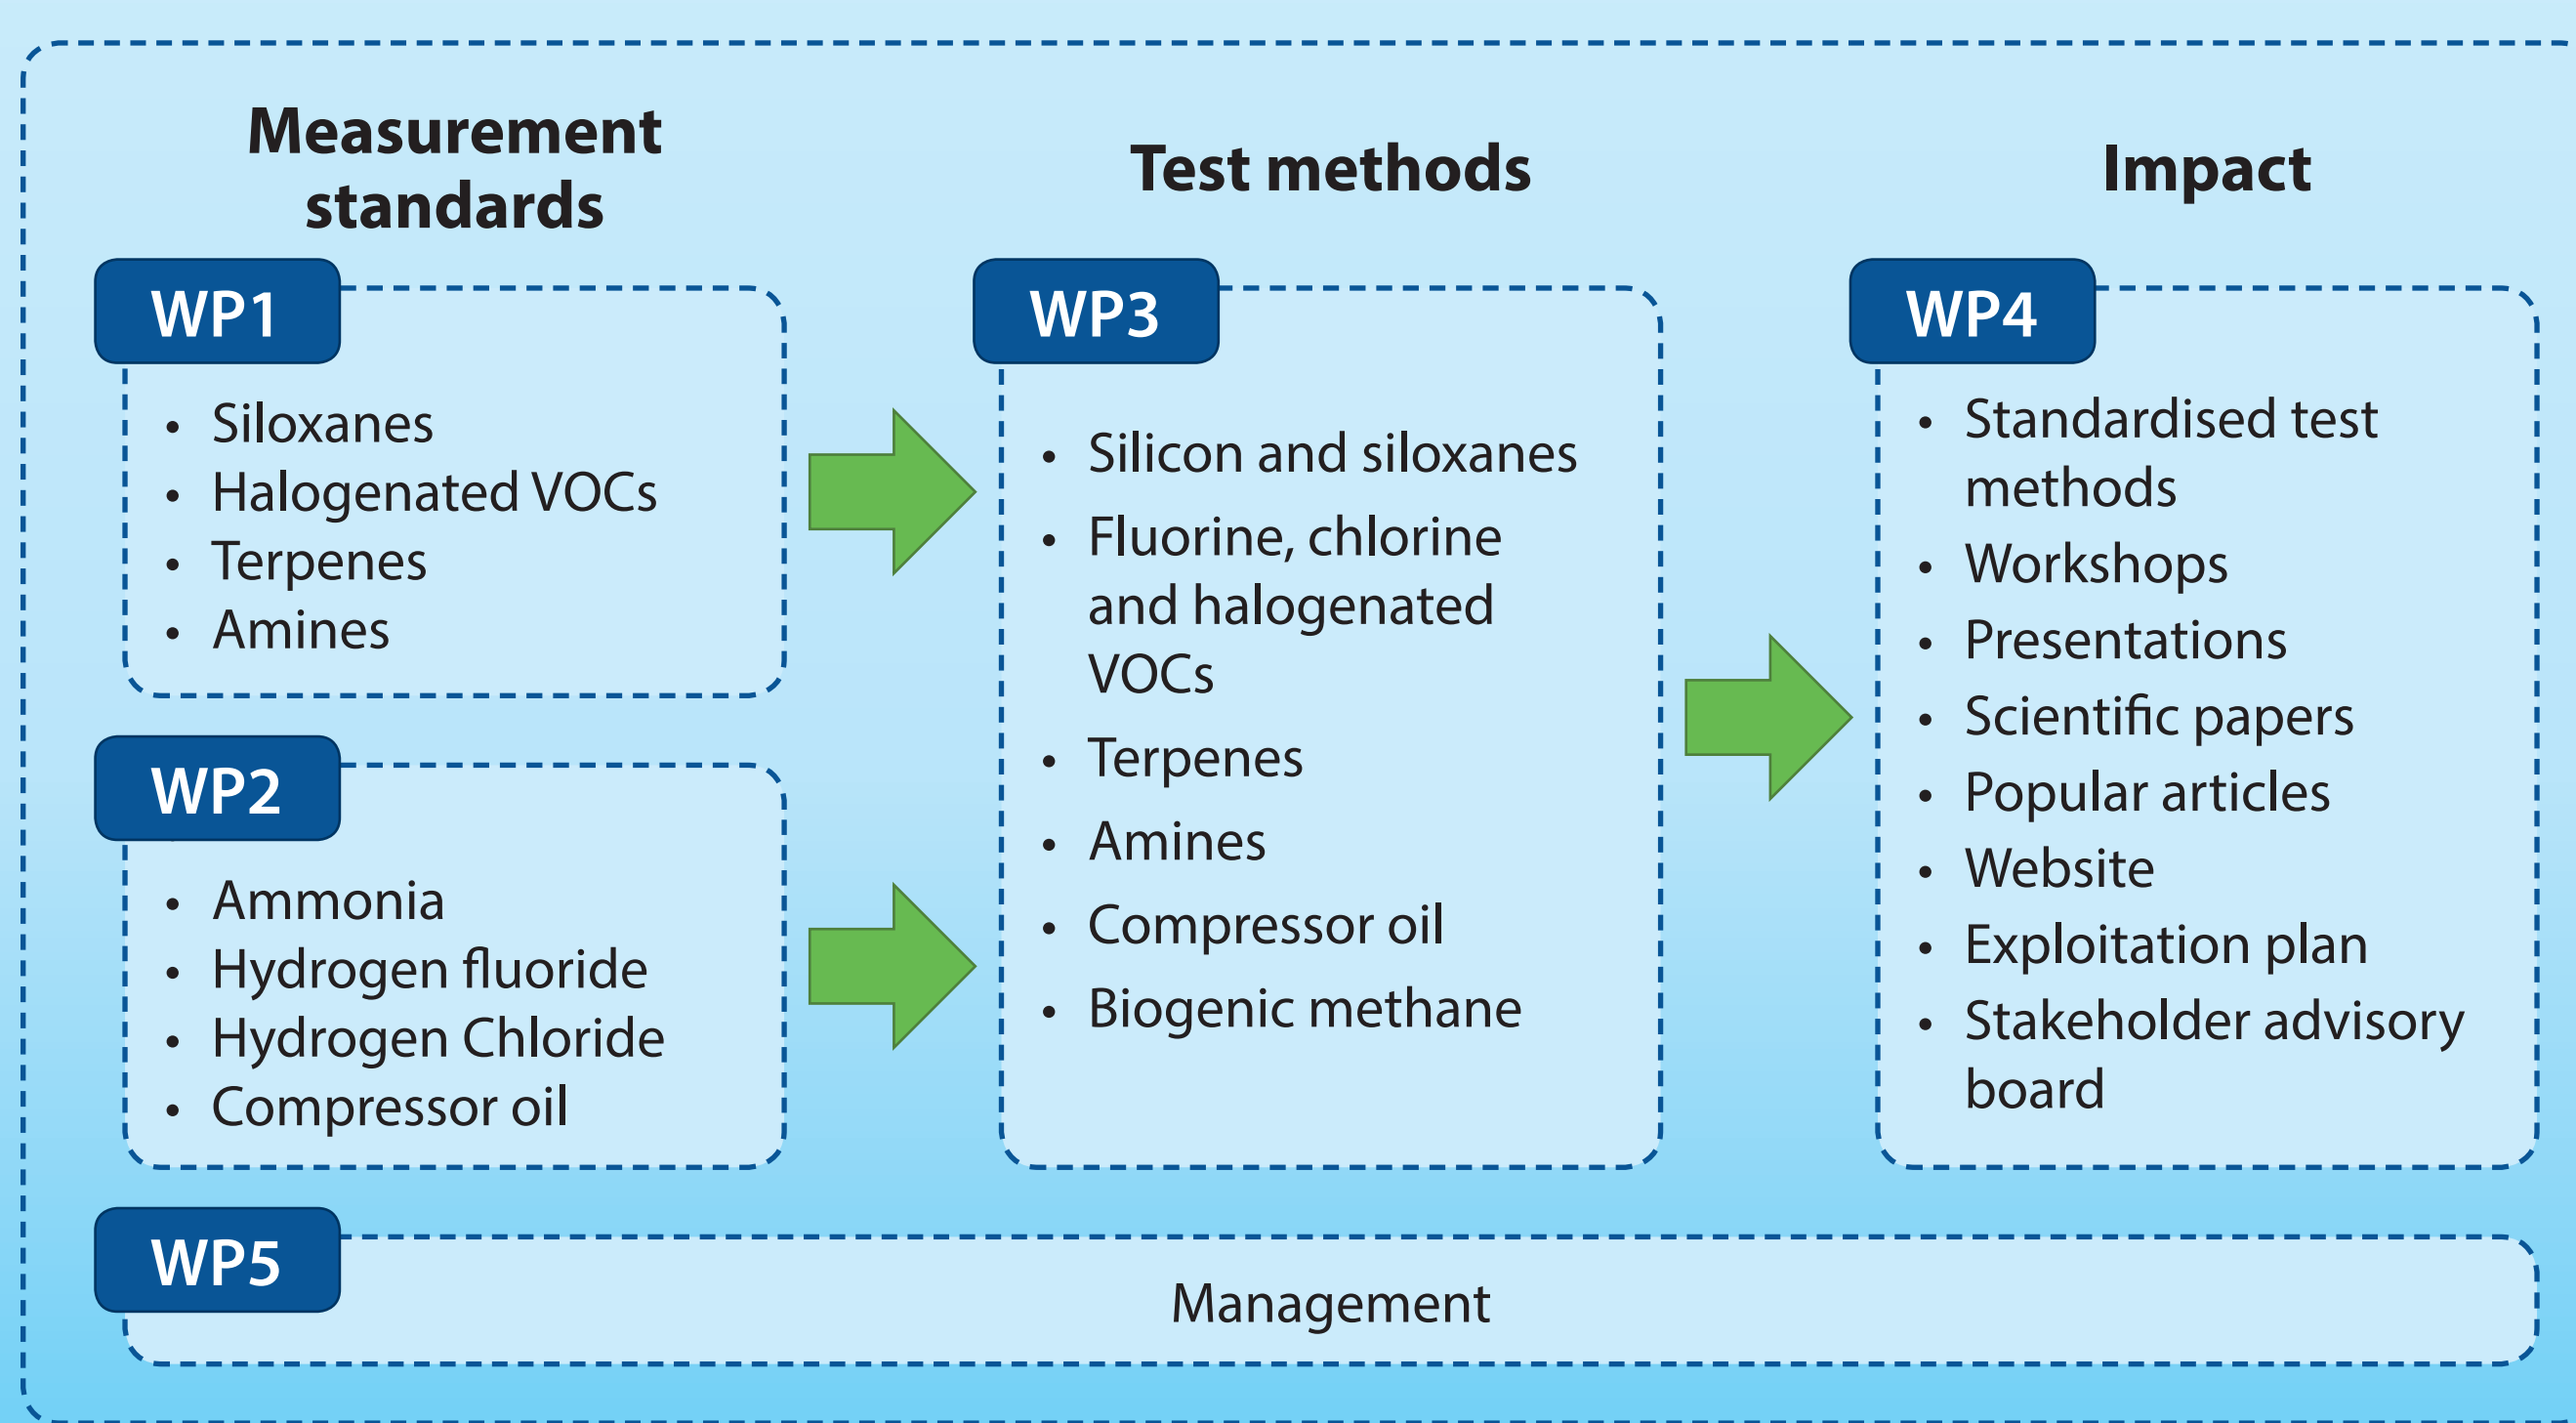 Measurement
standards
WP1
• Siloxanes
• Halogenated VOCs
• Terpenes
• Amines
WP2
• Ammonia
• Hydrogen fluoride
• Hydrogen Chloride
• Compressor oil
Test methods
WP3
• Silicon and siloxanes
• Fluorine, chlorine
and halogenated
VOCs
• Terpenes
• Amines
• Compressor oil
• Biogenic methane
Impact
WP4
• Standardised test
methods
• Workshops
• Presentations
• Scientific papers
• Popular articles
• Website
• Exploitation plan
• Stakeholder advisory
board
WP5
Management